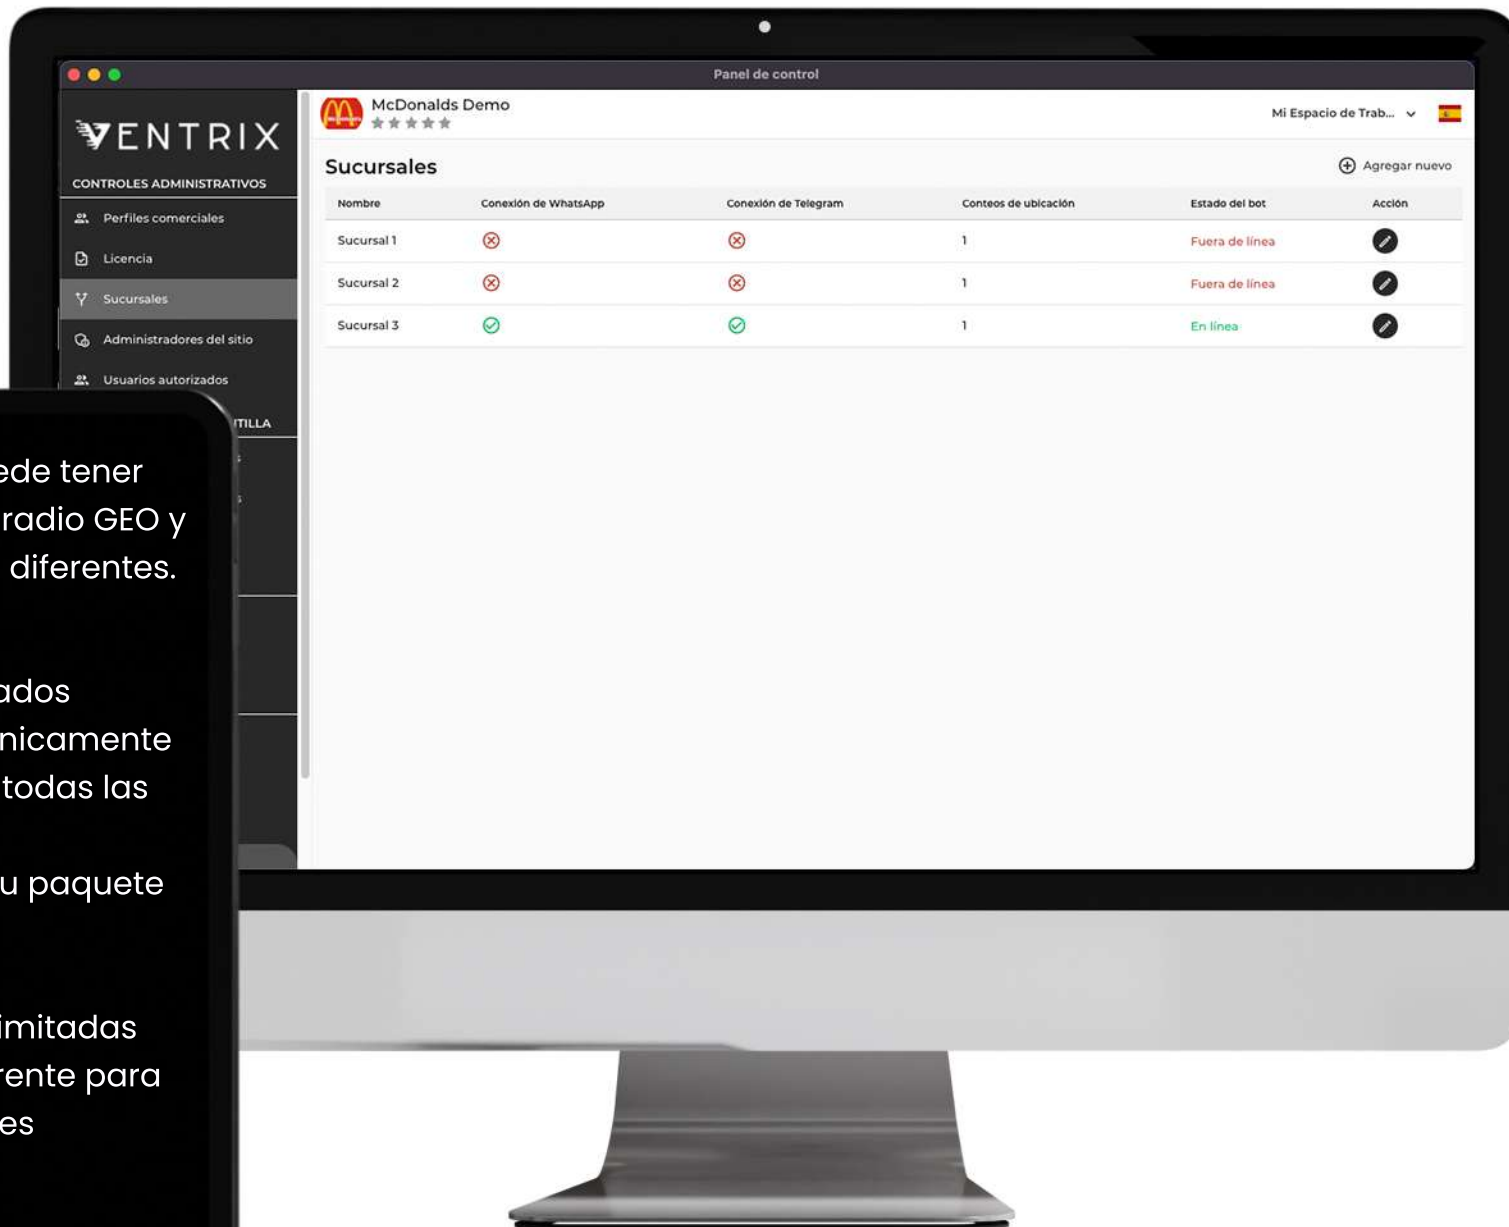 Panel de control
VENTRIX
CONTROLES ADMINISTRATIVOS
Perfiles comerciales
Licencia
Sucursales
Administradores del sitio
Usuarios autorizados
TILLA
McDonalds Demo
Mi Espacio de Trab...
Sucursales
Agregar nuevo
Nombre Conexión de WhatsApp Conexión de Telegram Conteos de ubicación Estado del bot Acción
Sucursal 1 1 Fuera de línea
Sucursal 2 1 Fuera de línea
Sucursal 3 1 En línea
ede tener
radio GEO y
diferentes.
ados
nicamente
todas las
u paquete
imitadas
rente para
es